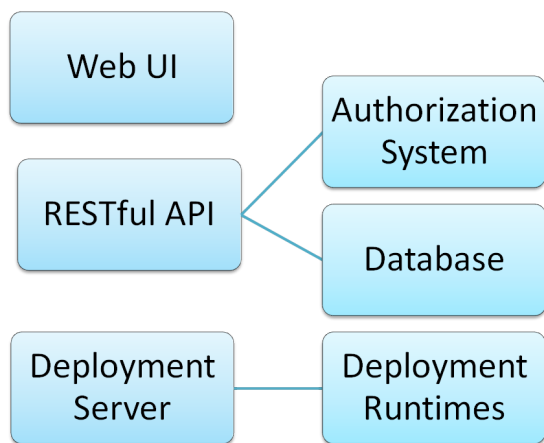 Web UI
Authorization
System
RESTful API
Database
Deployment
Server
Deployment
Runtimes